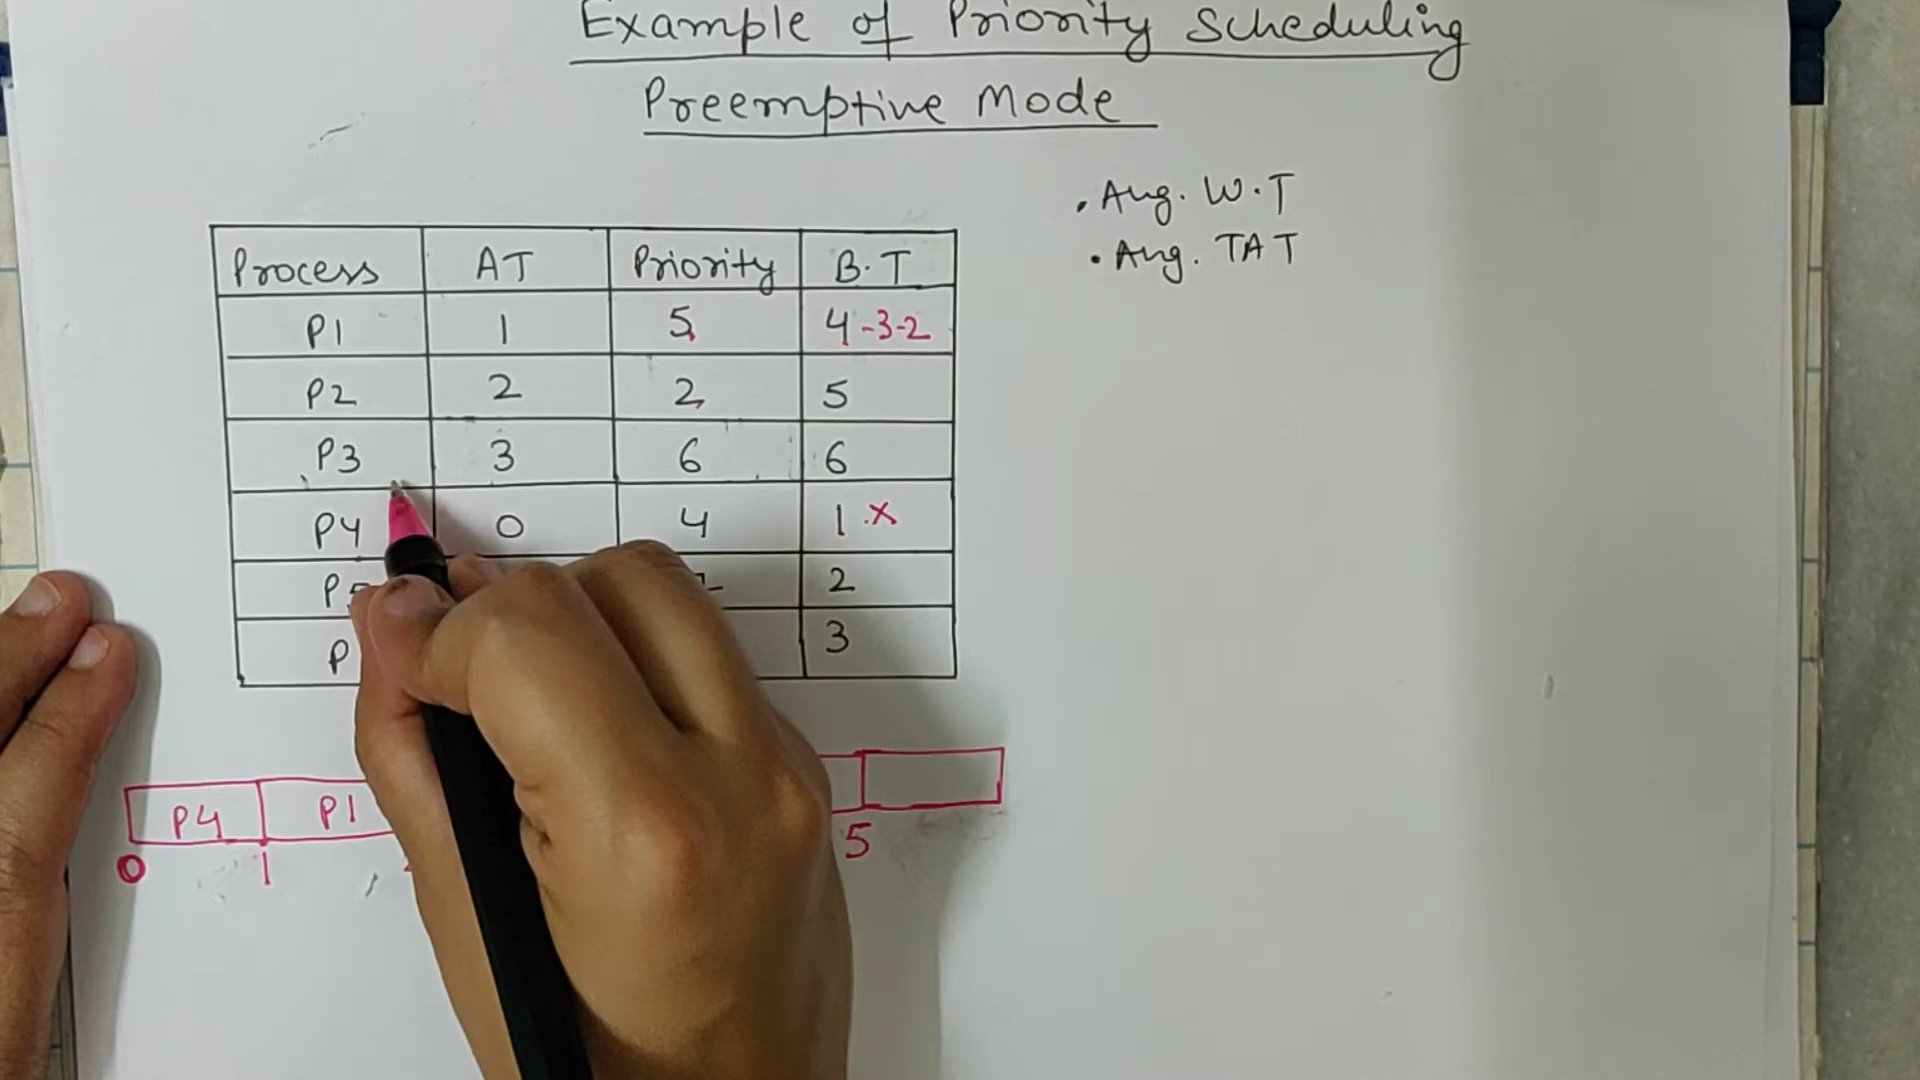 Example of Priority Scheduling
Preemptive Mode
. Avg. W.T
. Avg. TAT
Process AT Priority B.T
P1 1 5 4-3-2
P2 2 2 5
P3 3 6 6
P4 0 4 1 x
2
3
P4 P1
0 1 5